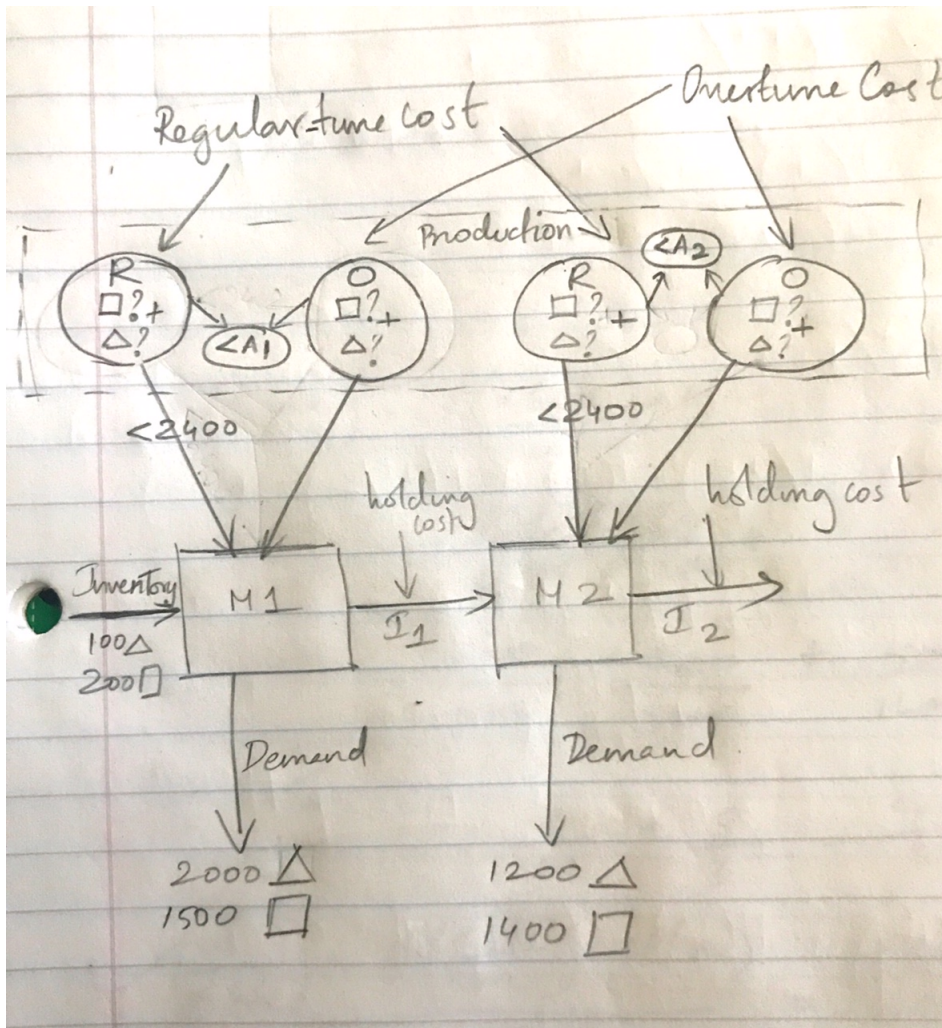 Overtime Cost
Regular-time cost
Production
<A2
R
□?+
△?
O
□?+
△?
R
□?+
△?
O
□?+
△?
<A1
<2400
<2400
holding
cost
holding cost
Inventory
100△
200□
M1
I1
M2
I2
Demand
Demand
2000 △
1500 □
1200 △
1400 □